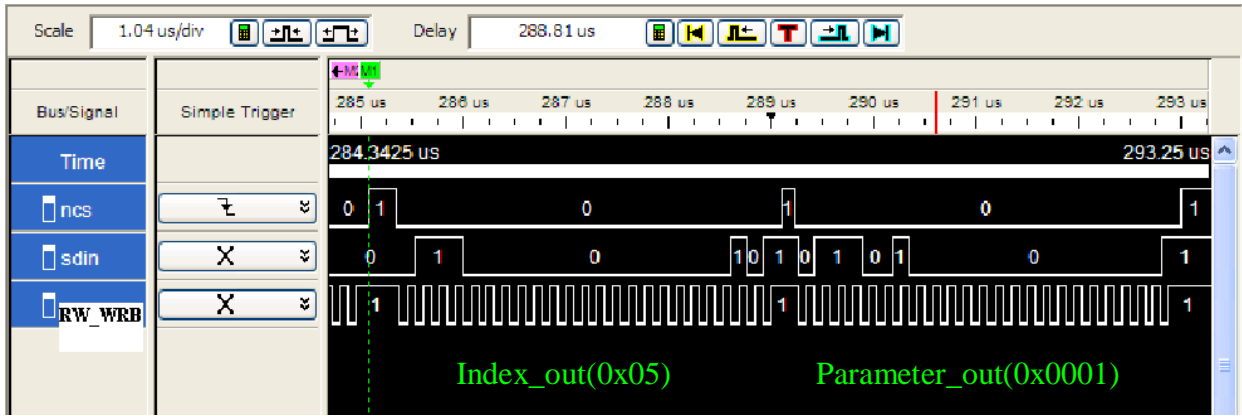 Scale 1.04 us/div Delay 288.81 us T
M1
Bus/Signal Simple Trigger 285 us 286 us 287 us 288 us 289 us 290 us 291 us 292 us 293 us
Time 284.3425 us 293.25 us
ncs 0 1 0 1 0 1
sdin X 0 1 0 1 0 1 0 1 0 1 0 1
RW_WRB X 1 1 1
Index_out(0x05) Parameter_out(0x0001)